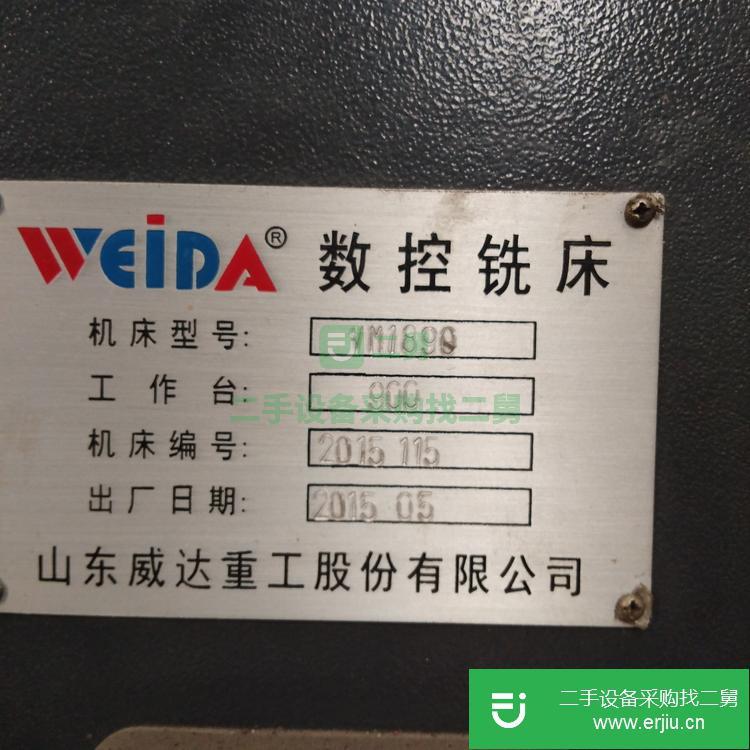 WEiDA® 数控铣床
机床型号: VM1890
工作台: 900
机床编号: 2015 115
出厂日期: 2015 05
山东威达重工股份有限公司
二手设备采购找二舅
二手设备采购找二舅
www.erjiu.cn